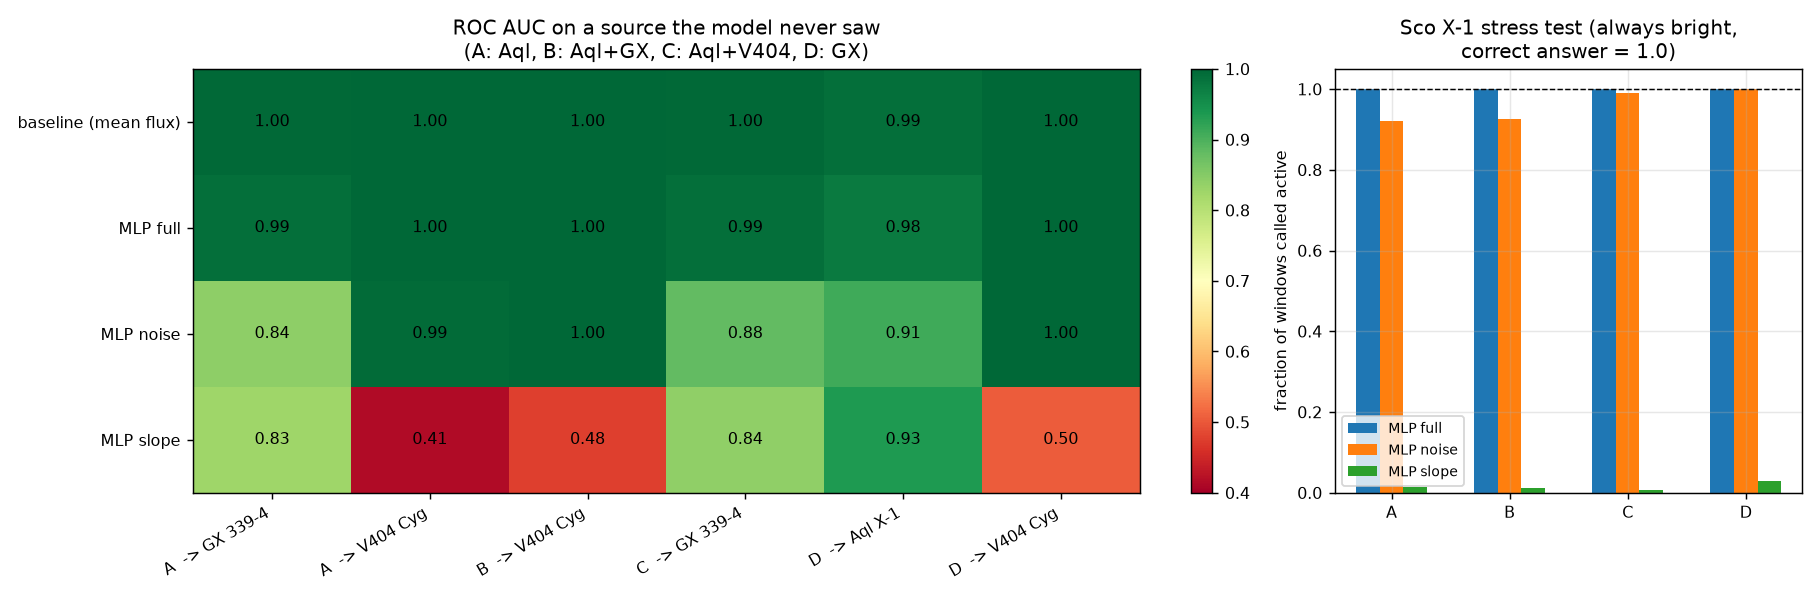 ROC AUC on a source the model never saw
(A: Aql, B: Aql+GX, C: Aql+V404, D: GX)
baseline (mean flux)
1.00 1.00 1.00 1.00 0.99 1.00
MLP full
0.99 1.00 1.00 0.99 0.98 1.00
MLP noise
0.84 0.99 1.00 0.88 0.91 1.00
MLP slope
0.83 0.41 0.48 0.84 0.93 0.50
A -> GX 339-4
A -> V404 Cyg
B -> V404 Cyg
C -> GX 339-4
D -> Aql X-1
D -> V404 Cyg
1.0
0.9
0.8
0.7
0.6
0.5
0.4
Sco X-1 stress test (always bright,
correct answer = 1.0)
fraction of windows called active
1.0
0.8
0.6
0.4
0.2
0.0
MLP full
MLP noise
MLP slope
A B C D